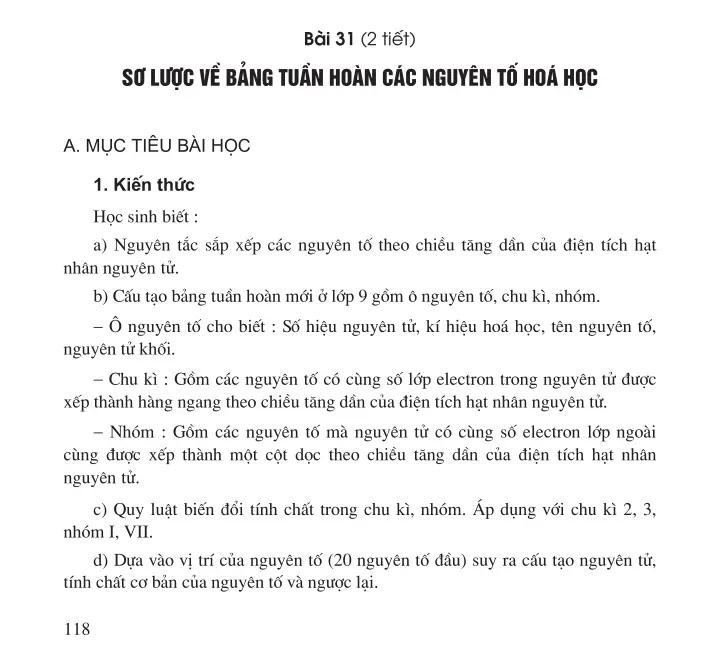 Bài 31 (2 tiết)
SƠ LƯỢC VỀ BẢNG TUẦN HOÀN CÁC NGUYÊN TỐ HOÁ HỌC
A. MỤC TIÊU BÀI HỌC
1. Kiến thức
Học sinh biết :
a) Nguyên tắc sắp xếp các nguyên tố theo chiều tăng dần của điện tích hạt
nhân nguyên tử.
b) Cấu tạo bảng tuần hoàn mới ở lớp 9 gồm ô nguyên tố, chu kì, nhóm.
– Ô nguyên tố cho biết : Số hiệu nguyên tử, kí hiệu hoá học, tên nguyên tố,
nguyên tử khối.
– Chu kì : Gồm các nguyên tố có cùng số lớp electron trong nguyên tử được
xếp thành hàng ngang theo chiều tăng dần của điện tích hạt nhân nguyên tử.
– Nhóm : Gồm các nguyên tố mà nguyên tử có cùng số electron lớp ngoài
cùng được xếp thành một cột dọc theo chiều tăng dần của điện tích hạt nhân
nguyên tử.
c) Quy luật biến đổi tính chất trong chu kì, nhóm. Áp dụng với chu kì 2, 3,
nhóm I, VII.
d) Dựa vào vị trí của nguyên tố (20 nguyên tố đầu) suy ra cấu tạo nguyên tử,
tính chất cơ bản của nguyên tố và ngược lại.
118